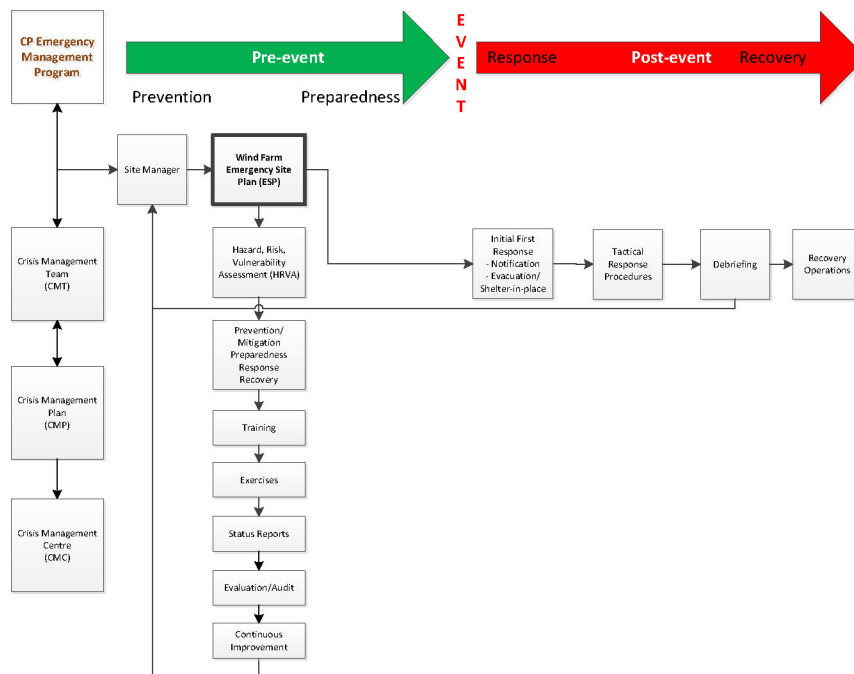 CP Emergency
Management
Program
Pre-event
Prevention
Preparedness
E
V
E
N
T
Response
Post-event
Recovery
Site Manager
Wind Farm
Emergency Site
Plan (ESP)
Crisis Management
Team
(CMT)
Hazard, Risk,
Vulnerability
Assessment (HRVA)
Initial First
Response
- Notification
- Evacuation/
Shelter-in-place
Tactical
Response
Procedures
Debriefing
Recovery
Operations
Prevention/
Mitigation
Preparedness
Response
Recovery
Crisis Management
Plan
(CMP)
Training
Exercises
Crisis Management
Centre
(CMC)
Status Reports
Evaluation/Audit
Continuous
Improvement